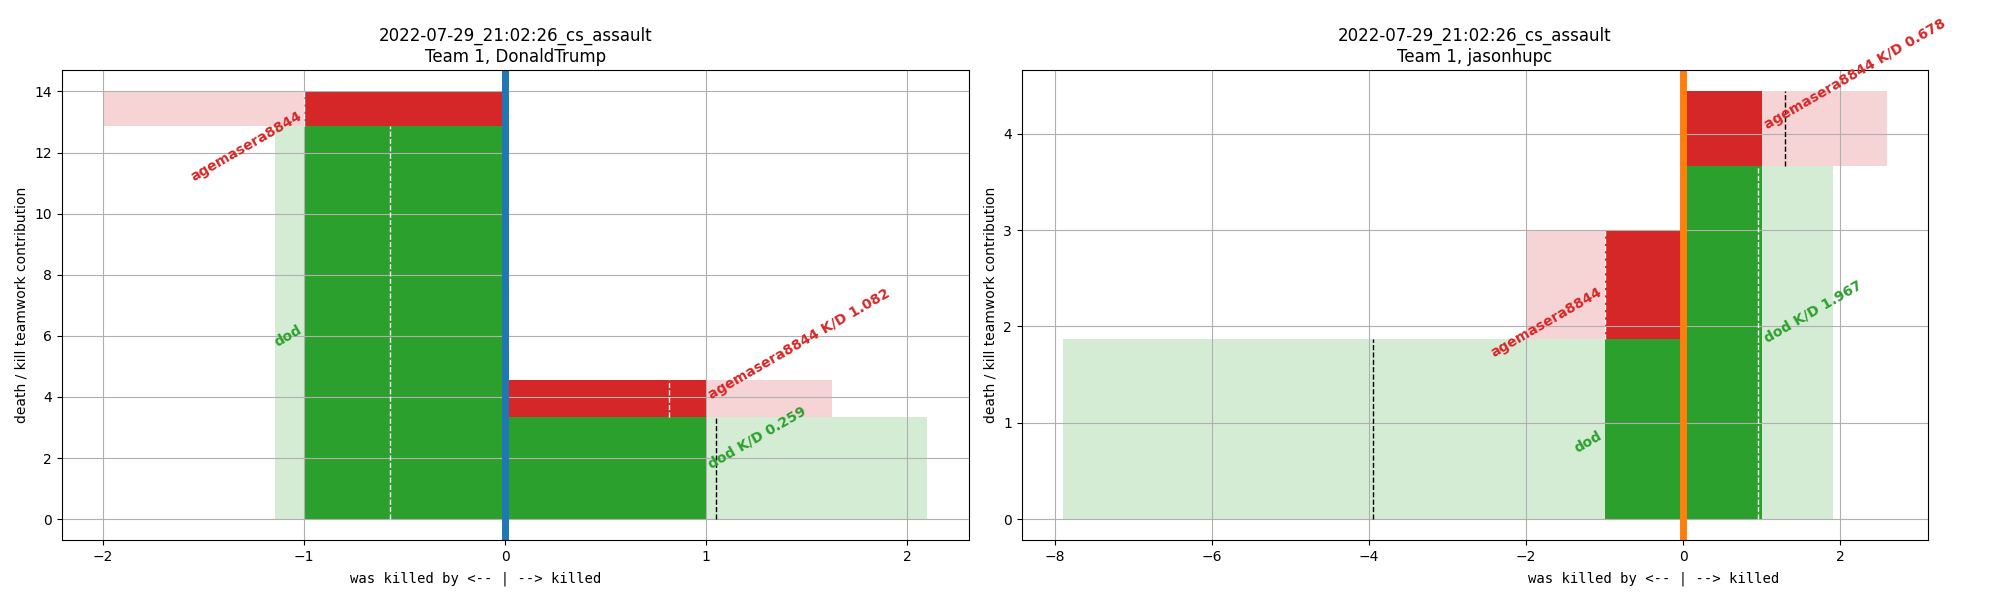 2022-07-29_21:02:26_cs_assault
Team 1, DonaldTrump
death / kill teamwork contribution
14
12
10
8
6
4
2
0
agemasera8844
dod
agemasera8844 K/D 1.082
dod K/D 0.259
−2
−1
0
1
2
was killed by <-- | --> killed
2022-07-29_21:02:26_cs_assault
Team 1, jasonhupc
death / kill teamwork contribution
4
3
2
1
0
agemasera8844 K/D 0.678
agemasera8844
dod K/D 1.967
dod
−8
−6
−4
−2
0
2
was killed by <-- | --> killed